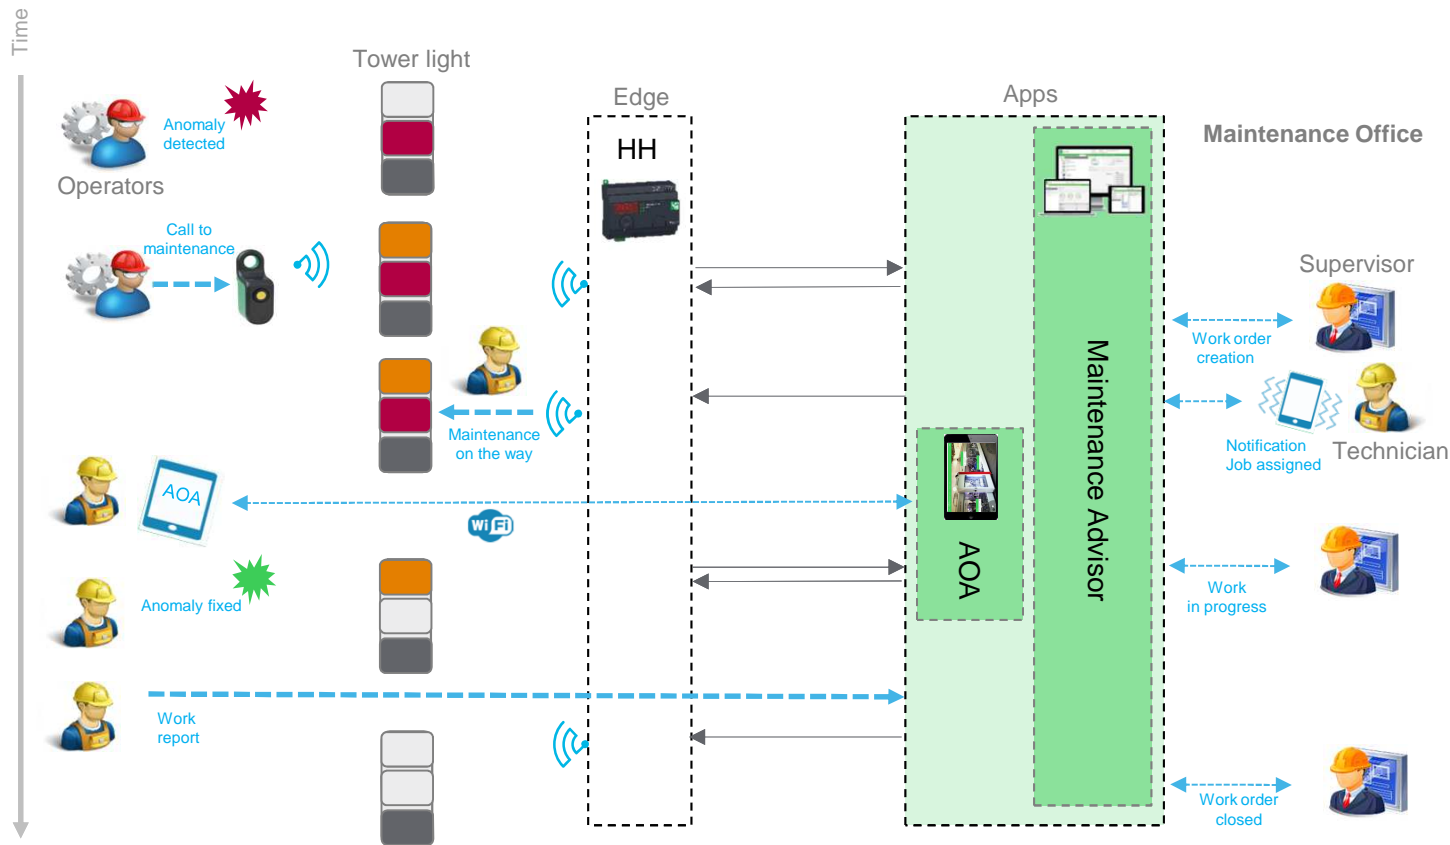 Time
Tower light
Edge
Apps
Maintenance Office
Anomaly
detected
Operators
HH
Call to
maintenance
Supervisor
Work order
creation
Maintenance
on the way
Notification
Job assigned
Technician
Maintenance Advisor
AOA
Wi Fi
AOA
Anomaly fixed
Work
in progress
Work
report
Work order
closed